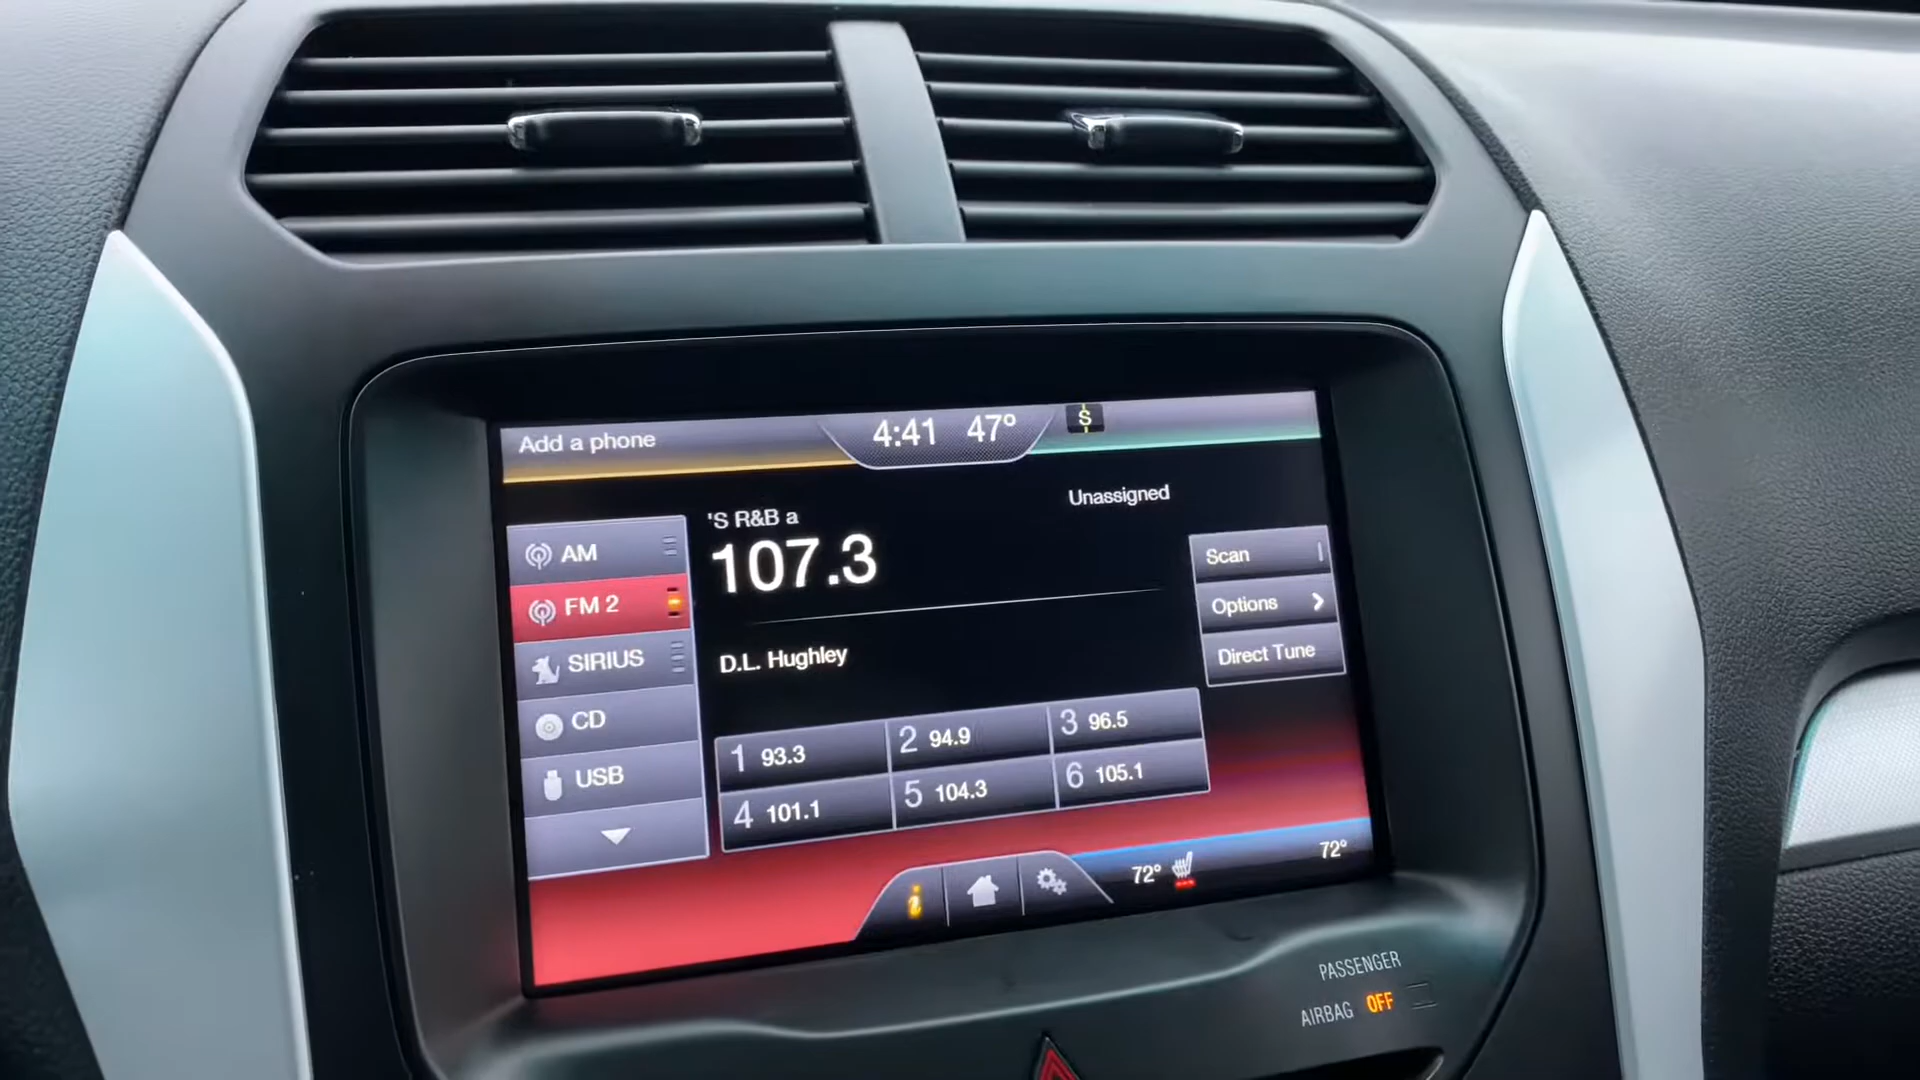 Add a phone
4:41 47°
S
'S R&B a
Unassigned
107.3
D.L. Hughley
AM
FM 2
SIRIUS
CD
USB
Scan
Options
Direct Tune
1 93.3
2 94.9
3 96.5
4 101.1
5 104.3
6 105.1
i
72°
72°
PASSENGER
AIRBAG OFF